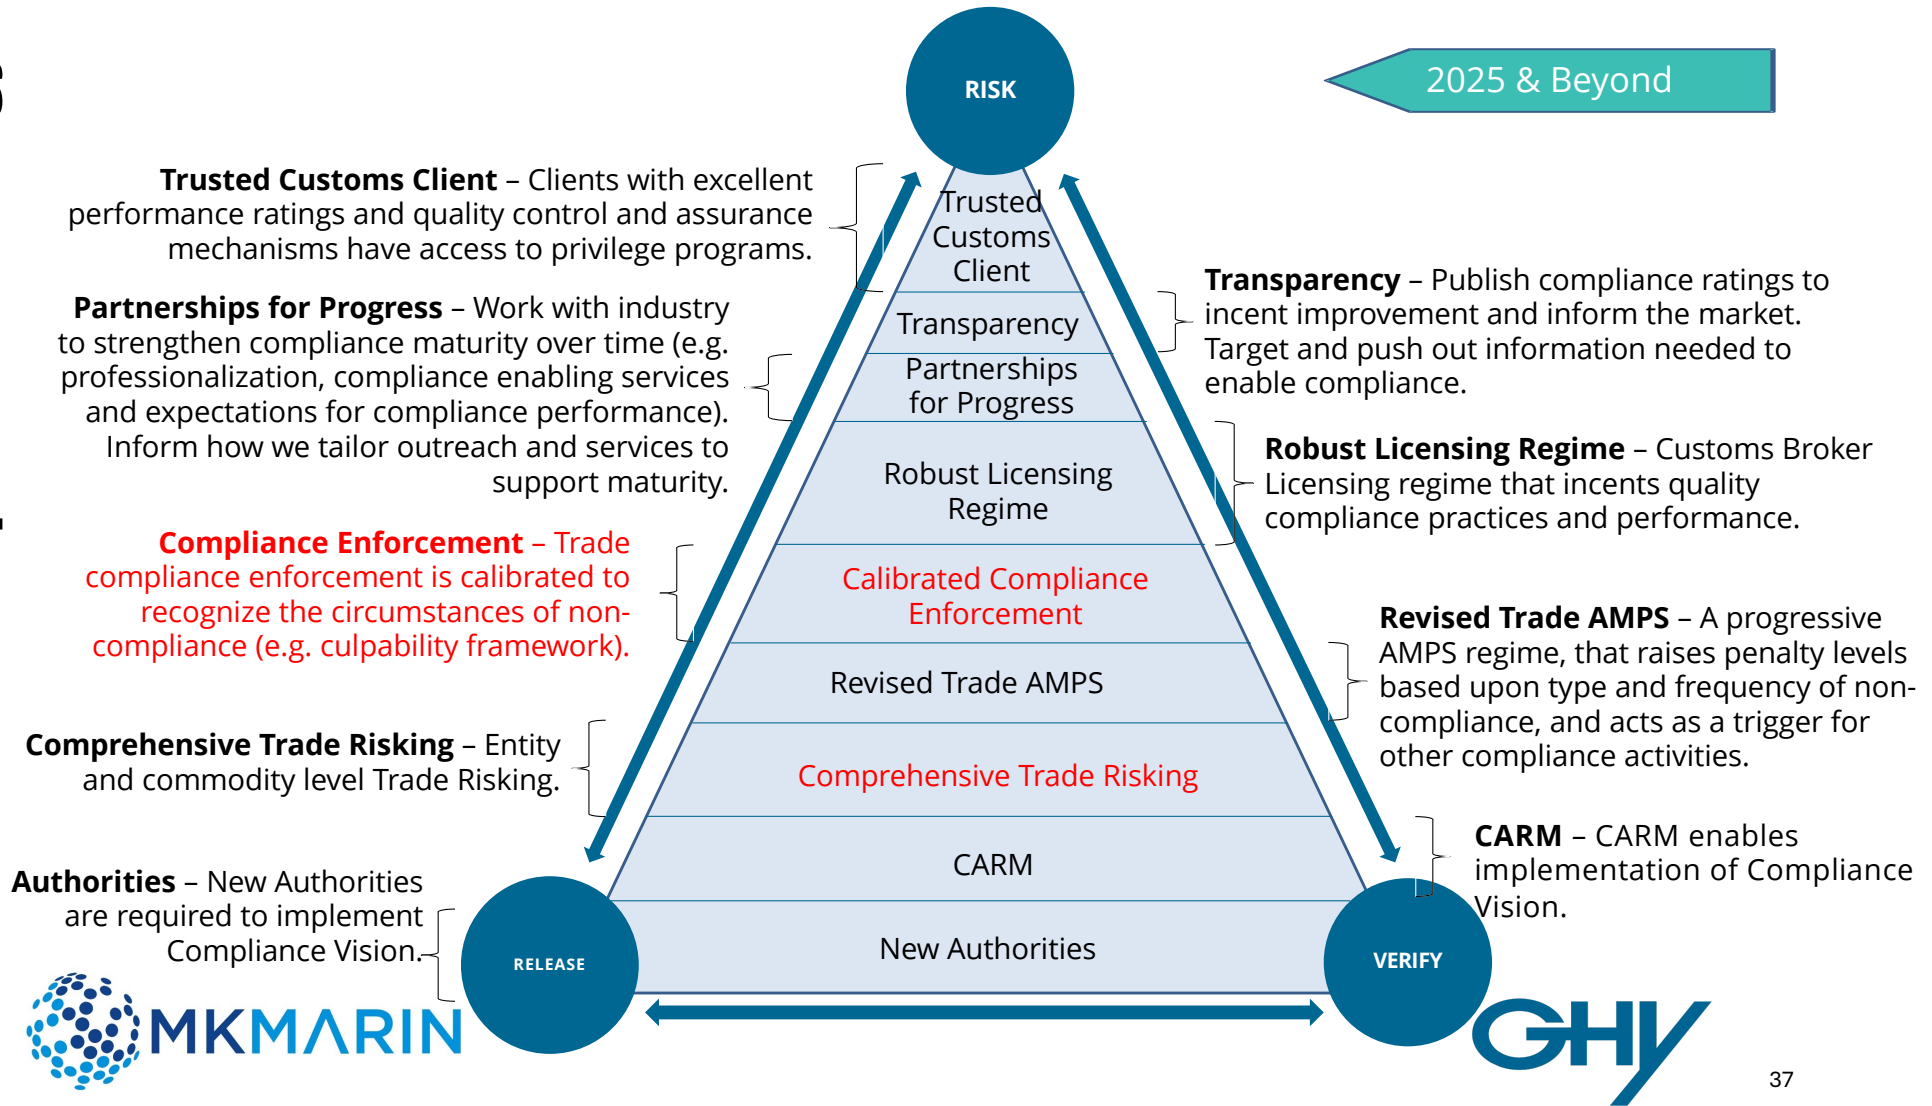 RISK
2025 & Beyond
Trusted Customs Client – Clients with excellent
performance ratings and quality control and assurance
mechanisms have access to privilege programs.
Partnerships for Progress – Work with industry
to strengthen compliance maturity over time (e.g.
professionalization, compliance enabling services
and expectations for compliance performance).
Inform how we tailor outreach and services to
support maturity.
Compliance Enforcement – Trade
compliance enforcement is calibrated to
recognize the circumstances of non-
compliance (e.g. culpability framework).
Comprehensive Trade Risking – Entity
and commodity level Trade Risking.
Authorities – New Authorities
are required to implement
Compliance Vision.
Trusted
Customs
Client
Transparency
Partnerships
for Progress
Robust Licensing
Regime
Calibrated Compliance
Enforcement
Revised Trade AMPS
Comprehensive Trade Risking
CARM
New Authorities
Transparency – Publish compliance ratings to
incent improvement and inform the market.
Target and push out information needed to
enable compliance.
Robust Licensing Regime – Customs Broker
Licensing regime that incents quality
compliance practices and performance.
Revised Trade AMPS – A progressive
AMPS regime, that raises penalty levels
based upon type and frequency of non-
compliance, and acts as a trigger for
other compliance activities.
CARM – CARM enables
implementation of Compliance
Vision.
RELEASE
VERIFY
MKMARIN
GHY
37